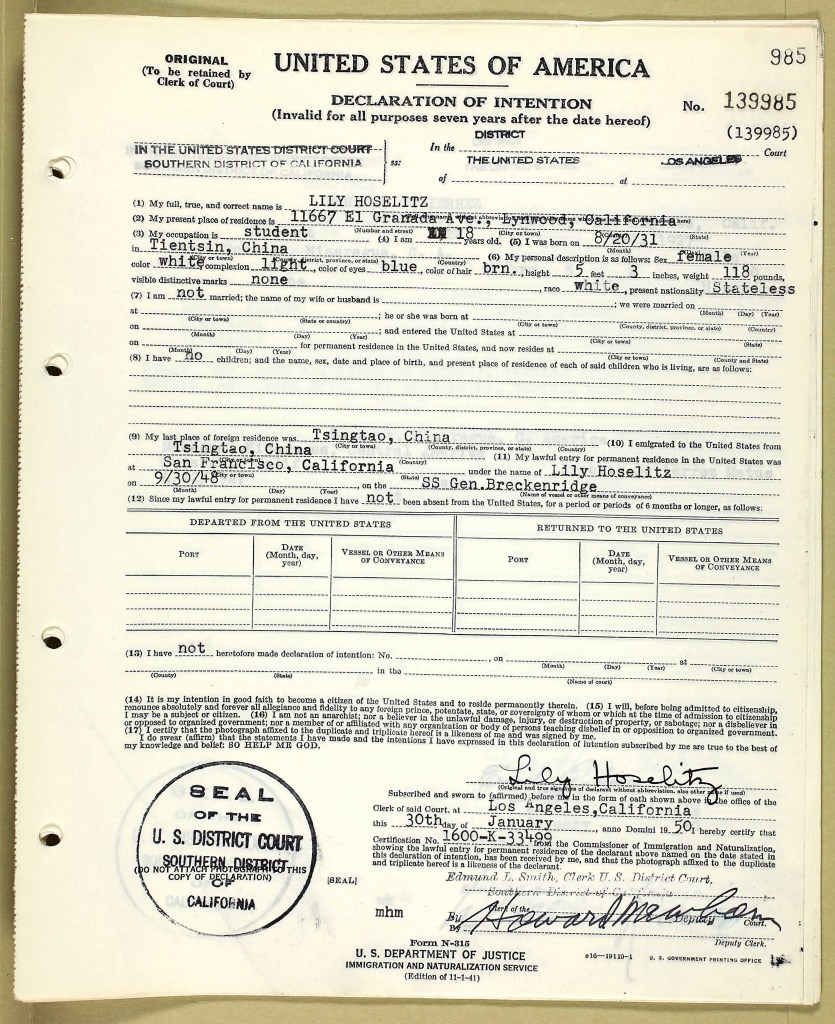 985
ORIGINAL
(To be retained by
Clerk of Court)
UNITED STATES OF AMERICA
DECLARATION OF INTENTION
(Invalid for all purposes seven years after the date hereof)
No. 139985
(139985)
DISTRICT
IN THE UNITED STATES DISTRICT COURT
SOUTHERN DISTRICT OF CALIFORNIA
ss:
In the Court
THE UNITED STATES LOS ANGELES
of at
(1) My full, true, and correct name is LILY HOSELITZ
(2) My present place of residence is 11667 El Granada Ave., Lynwood, California
(Number and street) (City or town) (State)
(3) My occupation is student (4) I am 18 years old. (5) I was born on 8/20/31
(Month) (Day) (Year)
in Tientsin, China (6) My personal description is as follows: Sex female
(City or town) (County, district, province, or state) (Country)
color white complexion light, color of eyes blue, color of hair brn., height 5 feet 3 inches, weight 118 pounds,
visible distinctive marks none, race white, present nationality Stateless
(7) I am not married; the name of my wife or husband is ; we were married on
(Month) (Day) (Year)
at ; he or she was born at
(City or town) (State or country) (City or town) (County, district, province, or state) (Country)
on ; and entered the United States at
(Month) (Day) (Year) (City or town) (State)
on for permanent residence in the United States, and now resides at
(Month) (Day) (Year) (City or town) (County and State)
(8) I have no children; and the name, sex, date and place of birth, and present place of residence of each of said children who is living, are as follows:
(9) My last place of foreign residence was Tsingtao, China (10) I emigrated to the United States from
(City or town) (County, district, province, or state) (Country)
Tsingtao, China (11) My lawful entry for permanent residence in the United States was
(City or town) (Country)
at San Francisco, California under the name of Lily Hoselitz
(City or town) (State)
on 9/30/48, on the SS Gen.Breckenridge
(Month) (Day) (Year) (Name of vessel or other means of conveyance)
(12) Since my lawful entry for permanent residence I have not been absent from the United States, for a period or periods of 6 months or longer, as follows:
DEPARTED FROM THE UNITED STATES RETURNED TO THE UNITED STATES
PORT DATE (Month, day, year) VESSEL OR OTHER MEANS OF CONVEYANCE PORT DATE (Month, day, year) VESSEL OR OTHER MEANS OF CONVEYANCE
(13) I have not heretofore made declaration of intention: No. , on at
(Month) (Day) (Year) (City or town)
in the
(County) (State) (Name of court)
(14) It is my intention in good faith to become a citizen of the United States and to reside permanently therein. (15) I will, before being admitted to citizenship,
renounce absolutely and forever all allegiance and fidelity to any foreign prince, potentate, state, or sovereignty of whom or which at the time of admission to citizenship
I may be a subject or citizen. (16) I am not an anarchist; nor a believer in the unlawful damage, injury, or destruction of property, or sabotage; nor a disbeliever in
or opposed to organized government; nor a member of or affiliated with any organization or body of persons teaching disbelief in or opposition to organized government.
(17) I certify that the photograph affixed to the duplicate and triplicate hereof is a likeness of me and was signed by me.
I do swear (affirm) that the statements I have made and the intentions I have expressed in this declaration of intention subscribed by me are true to the best of
my knowledge and belief: SO HELP ME GOD.
Lily Hoselitz
(Original and true signature of declarant without abbreviation, also other name if used)
Subscribed and sworn to (affirmed) before me in the form of oath shown above in the office of the
Clerk of said Court, at Los Angeles,California
this 30th day of January, anno Domini 19 50 I hereby certify that
Certification No. 1600-K-33499 from the Commissioner of Immigration and Naturalization,
showing the lawful entry for permanent residence of the declarant above named on the date stated in
this declaration of intention, has been received by me, and that the photograph affixed to the duplicate
and triplicate hereof is a likeness of the declarant
Edmund L. Smith, Clerk U. S. District Court,
Southern District of California
Clerk of the Court.
By Deputy
By Deputy Clerk.
SEAL
OF THE
U. S. DISTRICT COURT
SOUTHERN DISTRICT
(DO NOT ATTACH PHOTOGRAPH TO THIS
COPY OF DECLARATION)
OF
CALIFORNIA
[SEAL]
mhm
Form N-315
U. S. DEPARTMENT OF JUSTICE
IMMIGRATION AND NATURALIZATION SERVICE
(Edition of 11-1-41)
16—19119-1 U. S. GOVERNMENT PRINTING OFFICE